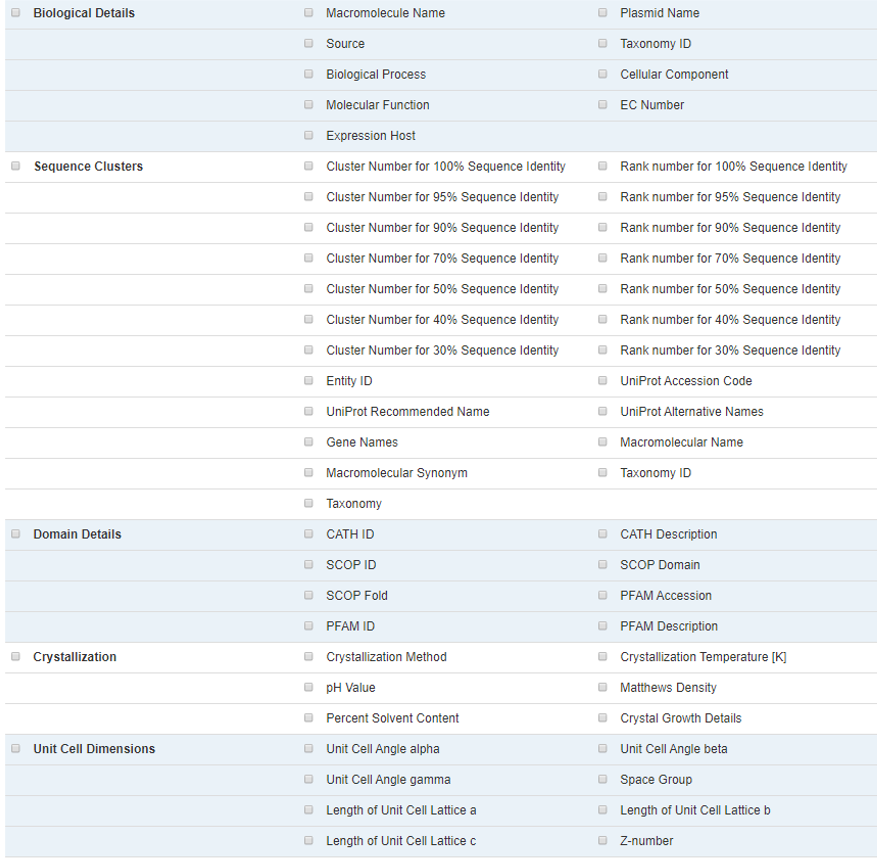 Biological Details Macromolecule Name Plasmid Name
Source Taxonomy ID
Biological Process Cellular Component
Molecular Function EC Number
Expression Host
Sequence Clusters Cluster Number for 100% Sequence Identity Rank number for 100% Sequence Identity
Cluster Number for 95% Sequence Identity Rank number for 95% Sequence Identity
Cluster Number for 90% Sequence Identity Rank number for 90% Sequence Identity
Cluster Number for 70% Sequence Identity Rank number for 70% Sequence Identity
Cluster Number for 50% Sequence Identity Rank number for 50% Sequence Identity
Cluster Number for 40% Sequence Identity Rank number for 40% Sequence Identity
Cluster Number for 30% Sequence Identity Rank number for 30% Sequence Identity
Entity ID UniProt Accession Code
UniProt Recommended Name UniProt Alternative Names
Gene Names Macromolecular Name
Macromolecular Synonym Taxonomy ID
Taxonomy
Domain Details CATH ID CATH Description
SCOP ID SCOP Domain
SCOP Fold PFAM Accession
PFAM ID PFAM Description
Crystallization Crystallization Method Crystallization Temperature [K]
pH Value Matthews Density
Percent Solvent Content Crystal Growth Details
Unit Cell Dimensions Unit Cell Angle alpha Unit Cell Angle beta
Unit Cell Angle gamma Space Group
Length of Unit Cell Lattice a Length of Unit Cell Lattice b
Length of Unit Cell Lattice c Z-number